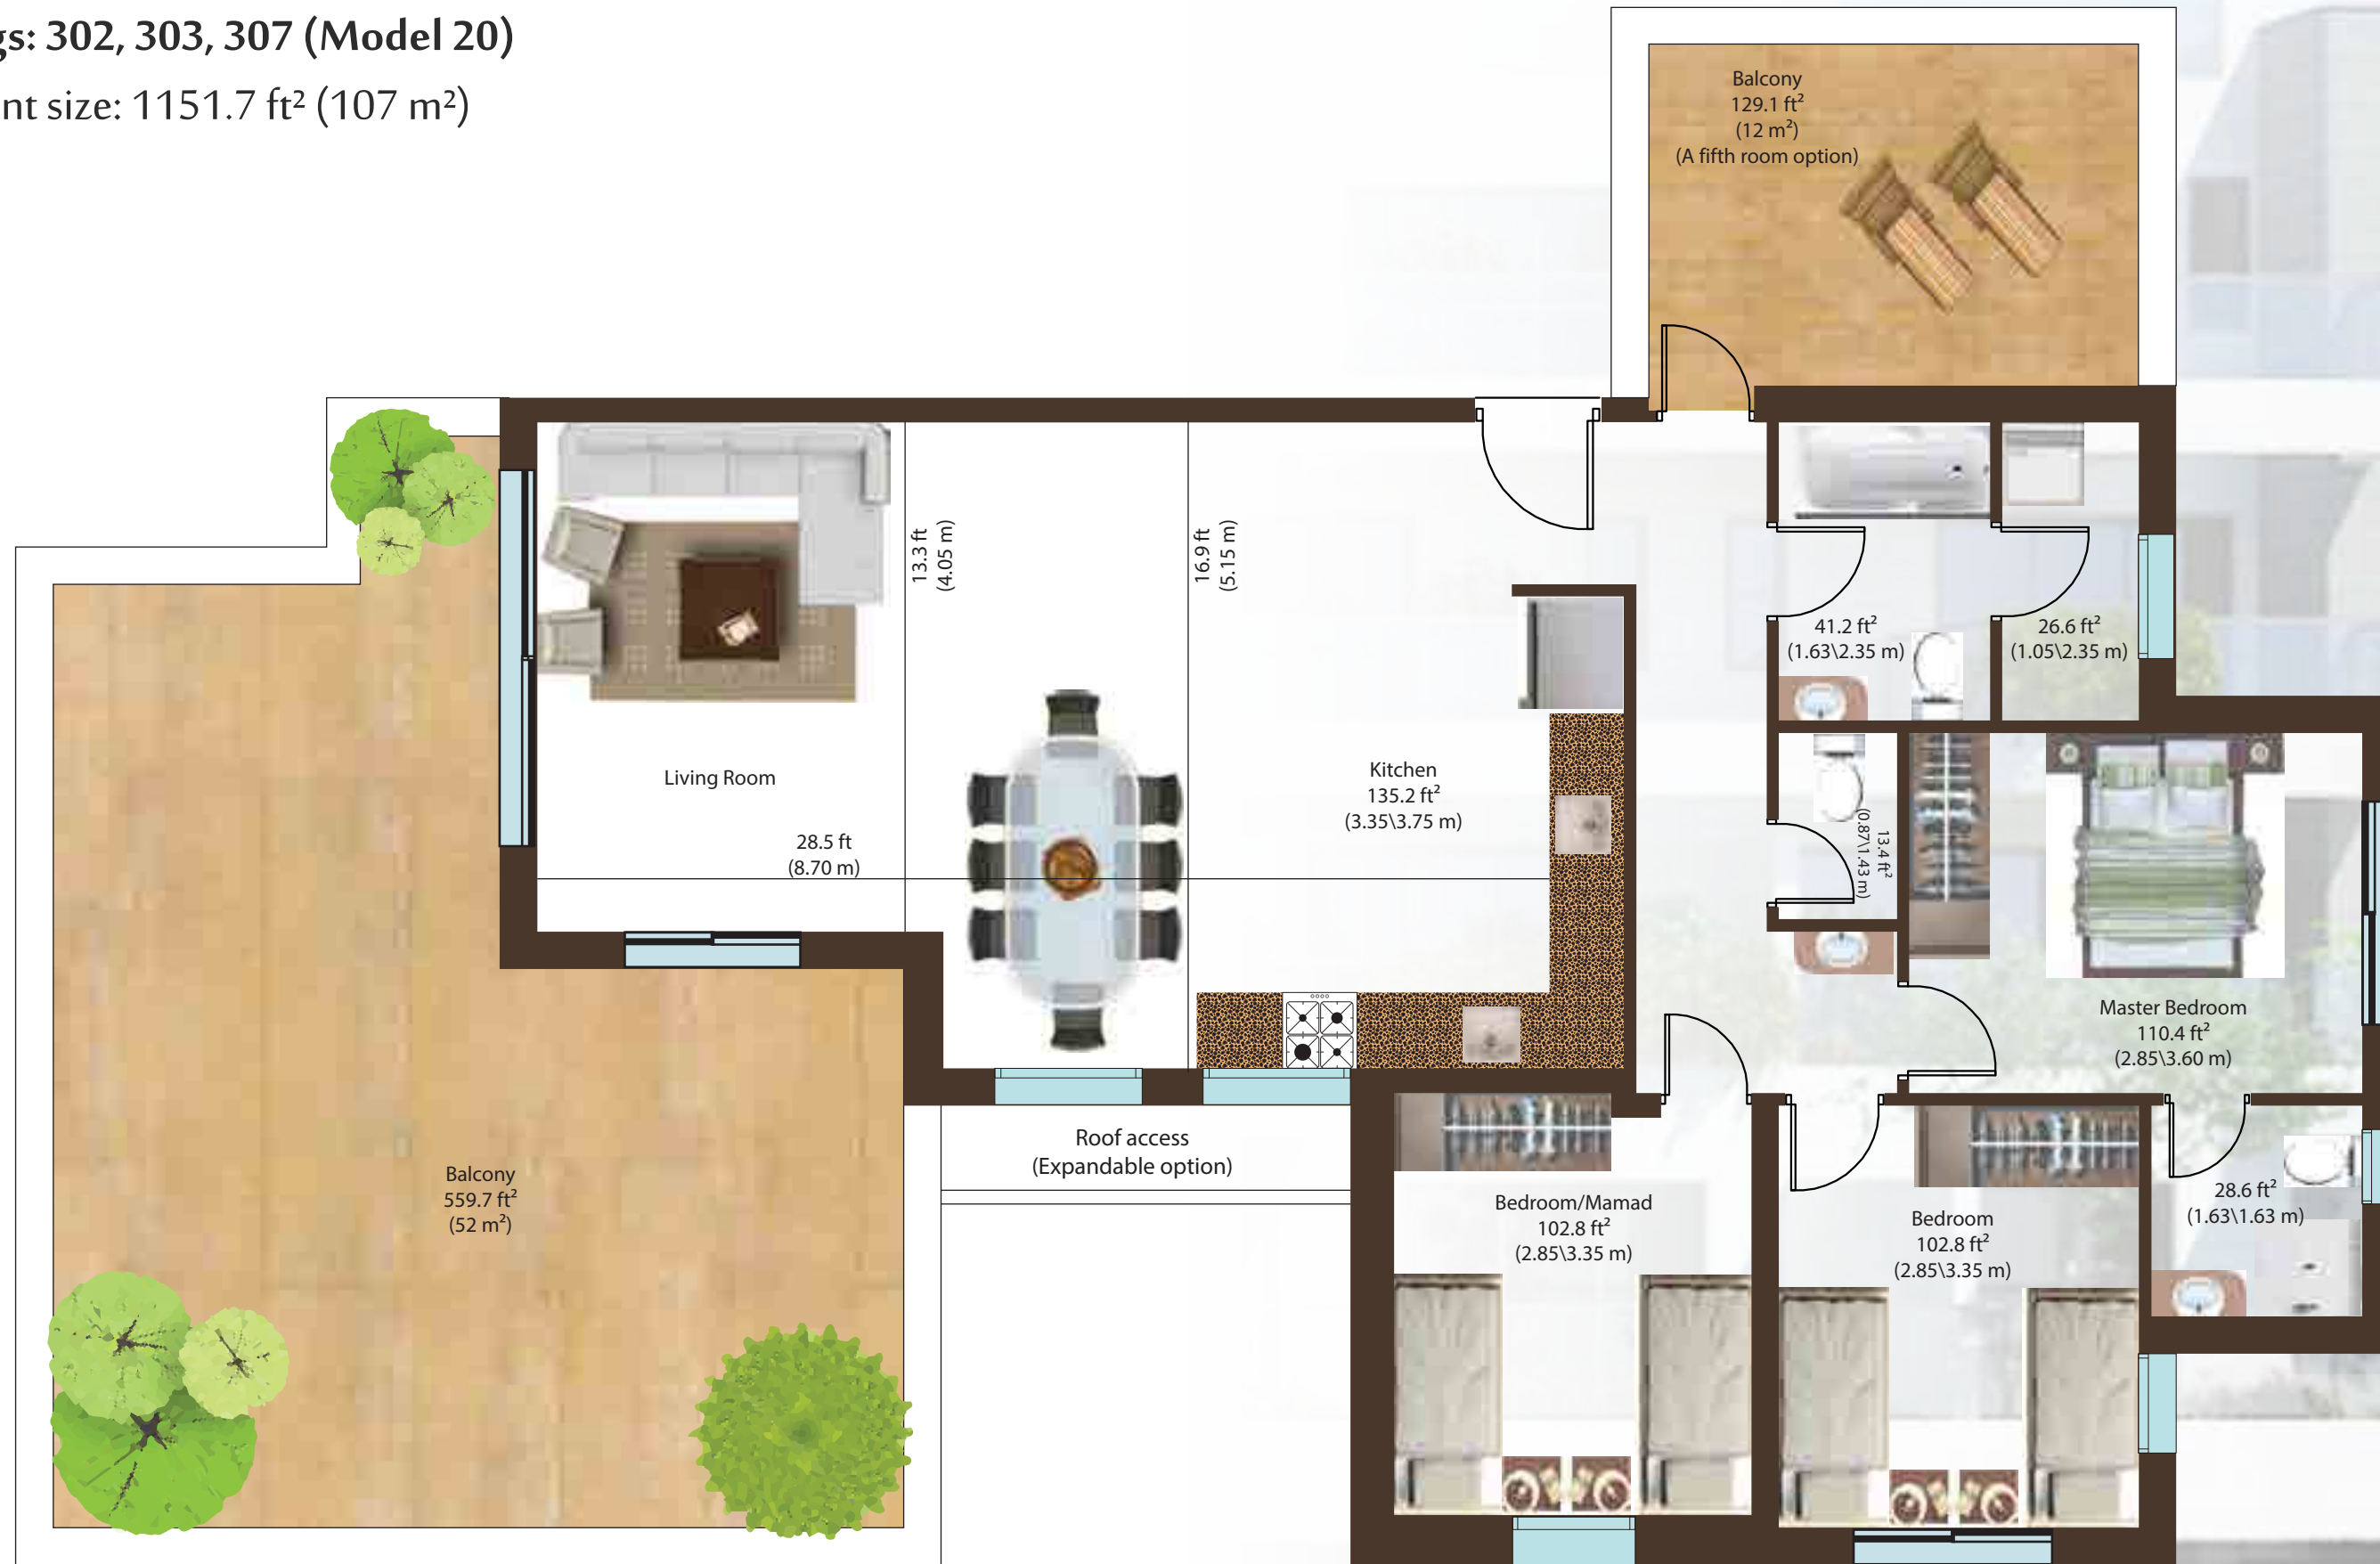 gs: 302, 303, 307 (Model 20)
nt size: 1151.7 ft² (107 m²)
Balcony
129.1 ft²
(12 m²)
(A fifth room option)
13.3 ft
(4.05 m)
16.9 ft
(5.15 m)
41.2 ft²
(1.63\2.35 m)
26.6 ft²
(1.05\2.35 m)
Living Room
28.5 ft
(8.70 m)
Kitchen
135.2 ft²
(3.35\3.75 m)
13.4 ft²
(0.87\1.43 m)
Master Bedroom
110.4 ft²
(2.85\3.60 m)
Roof access
(Expandable option)
Balcony
559.7 ft²
(52 m²)
Bedroom/Mamad
102.8 ft²
(2.85\3.35 m)
Bedroom
102.8 ft²
(2.85\3.35 m)
28.6 ft²
(1.63\1.63 m)